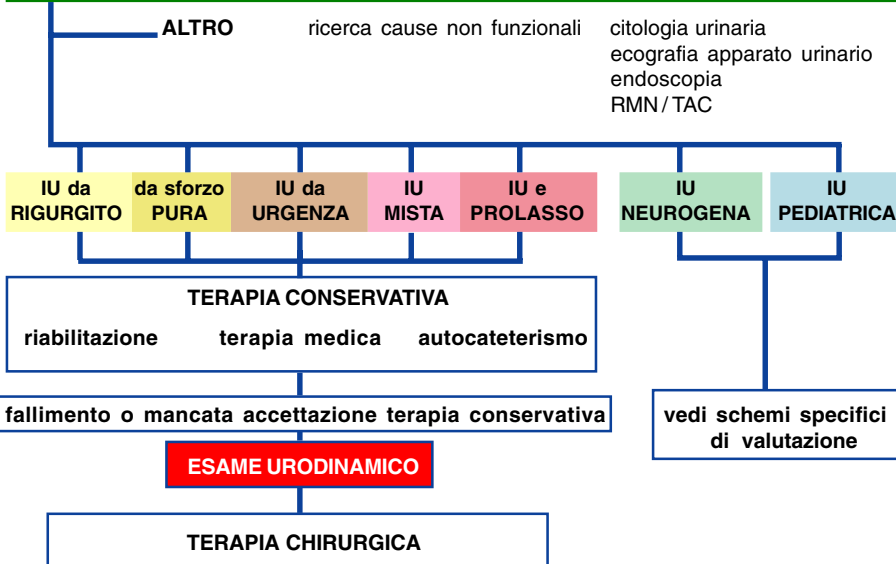 ALTRO ricerca cause non funzionali citologia urinaria
ecografia apparato urinario
endoscopia
RMN / TAC
IU da
RIGURGITO
da sforzo
PURA
IU da
URGENZA
IU
MISTA
IU e
PROLASSO
IU
NEUROGENA
IU
PEDIATRICA
TERAPIA CONSERVATIVA
riabilitazione terapia medica autocateterismo
fallimento o mancata accettazione terapia conservativa
vedi schemi specifici
di valutazione
ESAME URODINAMICO
TERAPIA CHIRURGICA